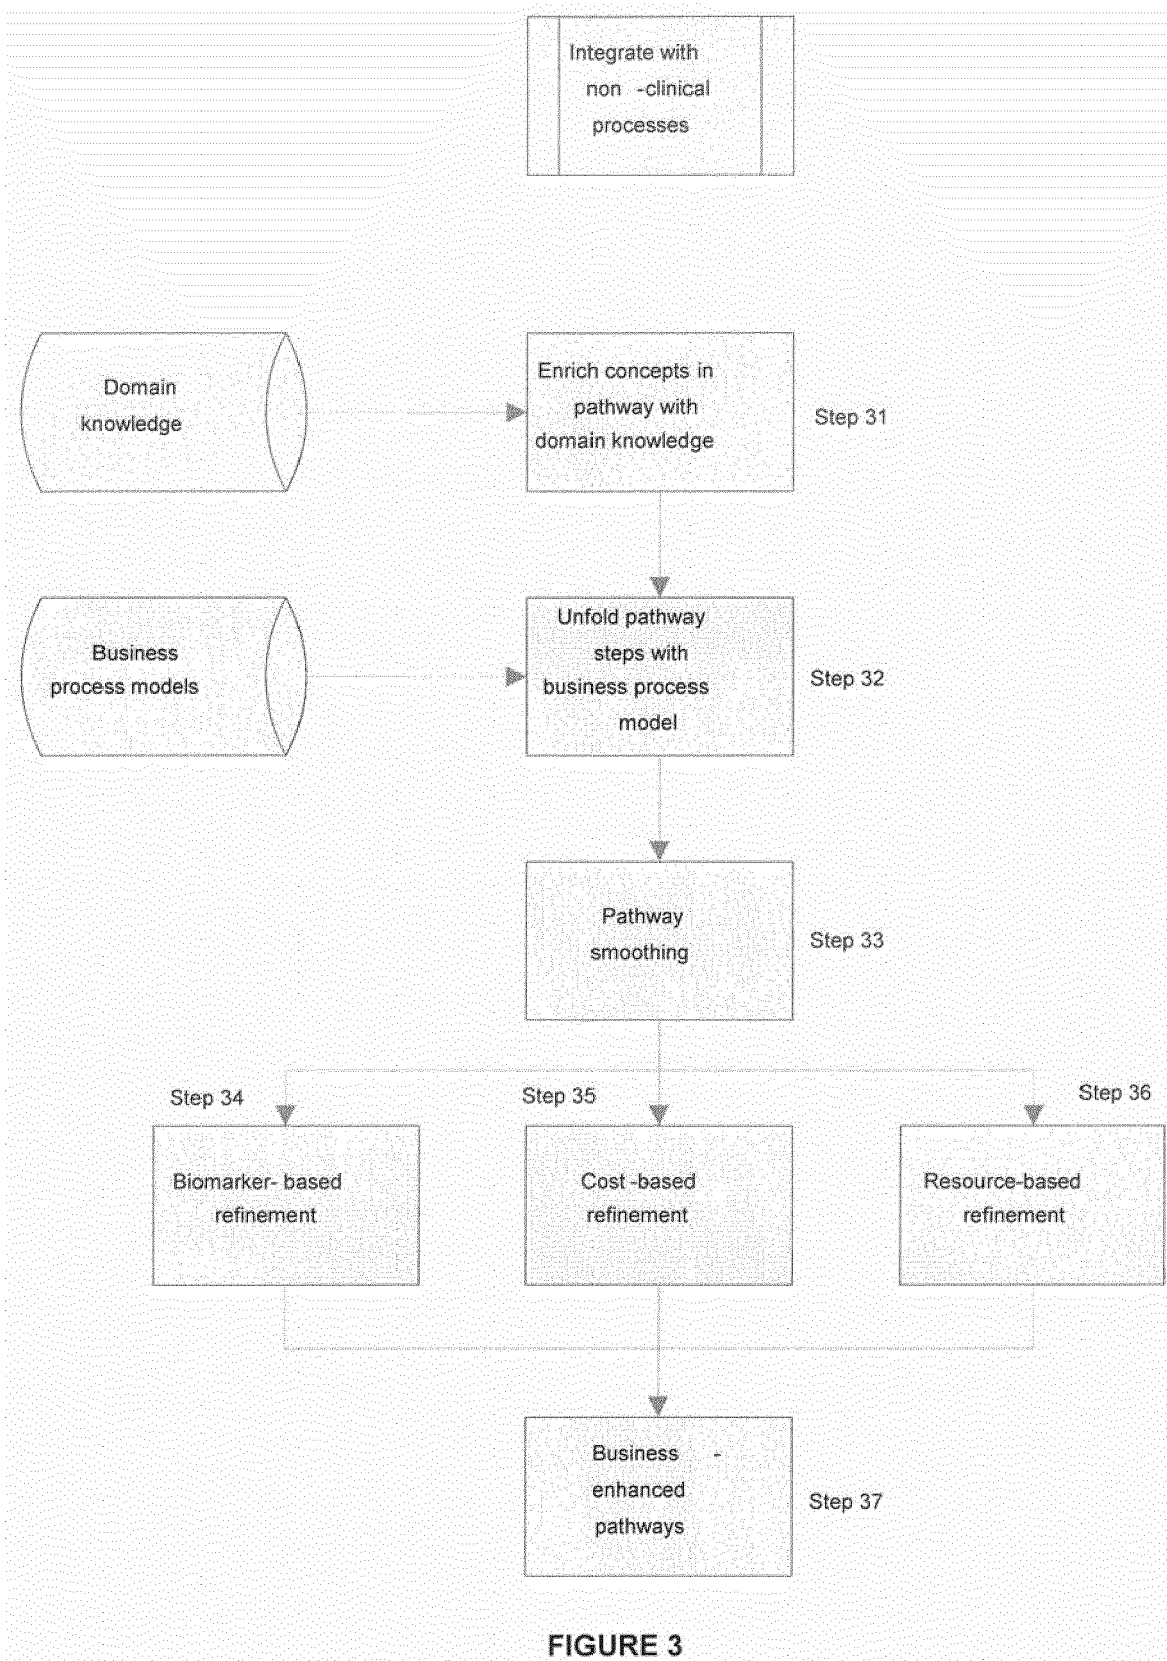 Integrate with
non -clinical
processes
Domain
knowledge
Enrich concepts in
pathway with
domain knowledge
Step 31
Business
process models
Unfold pathway
steps with
business process
model
Step 32
Pathway
smoothing
Step 33
Step 34
Step 35
Step 36
Biomarker- based
refinement
Cost -based
refinement
Resource-based
refinement
Business -
enhanced
pathways
Step 37
FIGURE 3